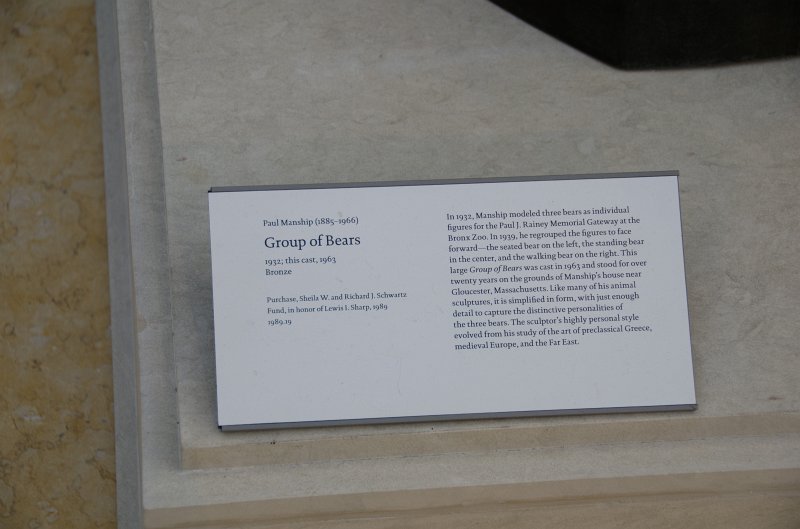 Paul Manship (1885–1966)
Group of Bears
1932; this cast, 1963
Bronze
Purchase, Sheila W. and Richard J. Schwartz
Fund, in honor of Lewis I. Sharp, 1989
1989.19
In 1932, Manship modeled three bears as individual
figures for the Paul J. Rainey Memorial Gateway at the
Bronx Zoo. In 1939, he regrouped the figures to face
forward—the seated bear on the left, the standing bear
in the center, and the walking bear on the right. This
large Group of Bears was cast in 1963 and stood for over
twenty years on the grounds of Manship's house near
Gloucester, Massachusetts. Like many of his animal
sculptures, it is simplified in form, with just enough
detail to capture the distinctive personalities of
the three bears. The sculptor's highly personal style
evolved from his study of the art of preclassical Greece,
medieval Europe, and the Far East.